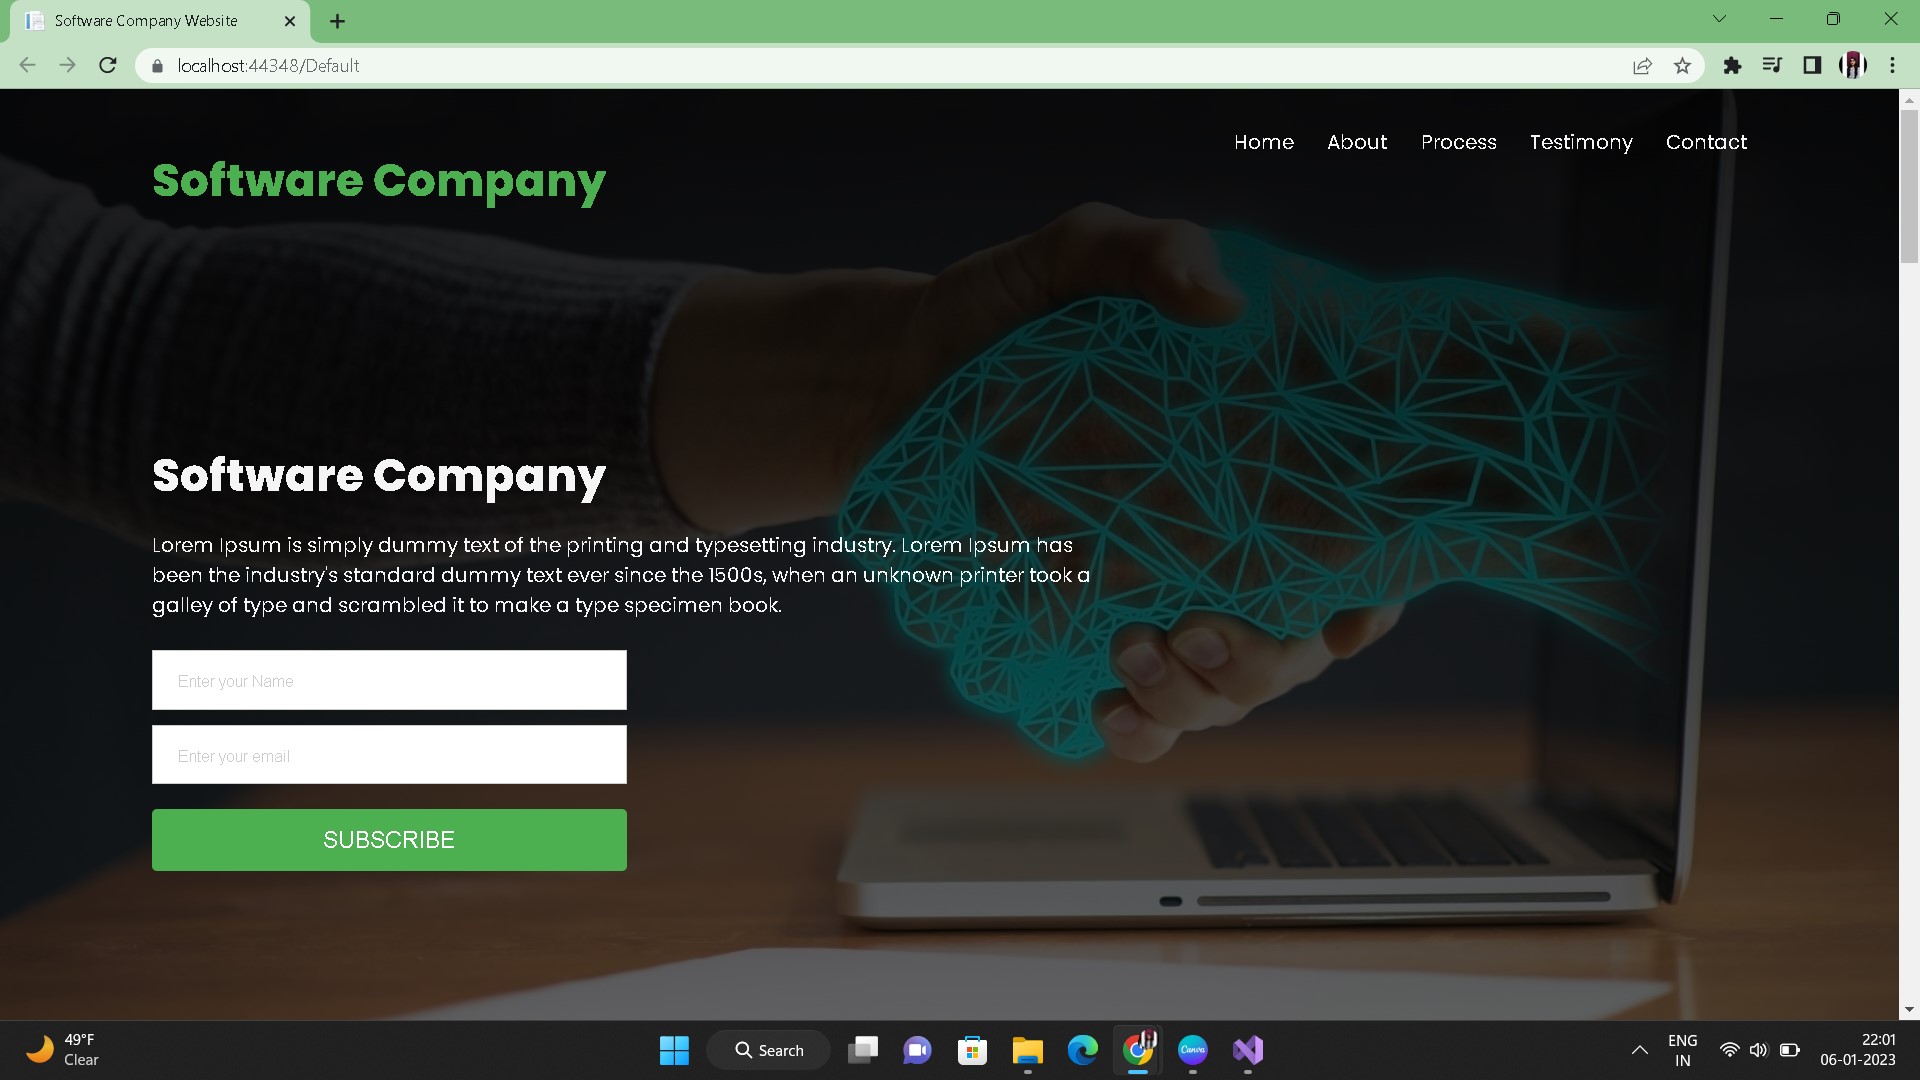 Software Company Website
localhost:44348/Default
Home About Process Testimony Contact
Software Company
Software Company
Lorem Ipsum is simply dummy text of the printing and typesetting industry. Lorem Ipsum has
been the industry's standard dummy text ever since the 1500s, when an unknown printer took a
galley of type and scrambled it to make a type specimen book.
Enter your Name
Enter your email
SUBSCRIBE
49°F
Clear
Search
Canva
ENG
IN
22:01
06-01-2023